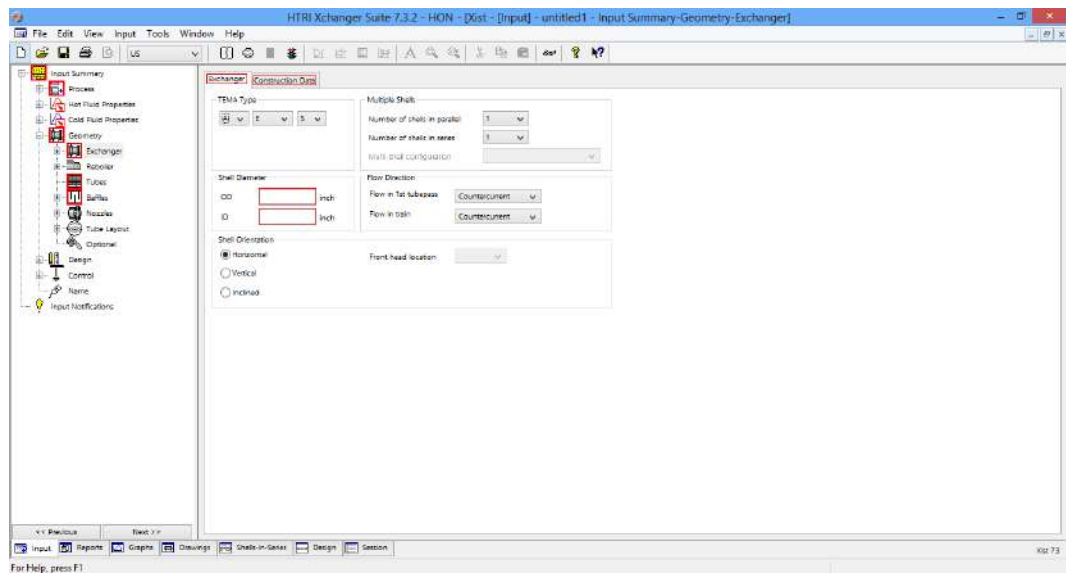 HTRI Xchanger Suite 7.3.2 - HON - [Xist - [Input] - untitled1 - Input Summary-Geometry-Exchanger]
File Edit View Input Tools Window Help
US
Input Summary
Process
Hot Fluid Properties
Cold Fluid Properties
Geometry
Exchanger
Reboiler
Tubes
Baffles
Nozzles
Tube Layout
Optional
Design
Control
Name
Input Notifications
<< Previous Next >>
Exchanger Construction Data
TEMA Type
E S
Shell Diameter
OD inch
ID inch
Shell Orientation
Horizontal
Vertical
Inclined
Multiple Shells
Number of shells in parallel 1
Number of shells in series 1
Flow Direction
Flow in 1st tubepass Countercurrent
Flow in train Countercurrent
Front head location
Input Reports Graphs Drawings Shells-in-Series Design Section
Xist 7.3
For Help, press F1